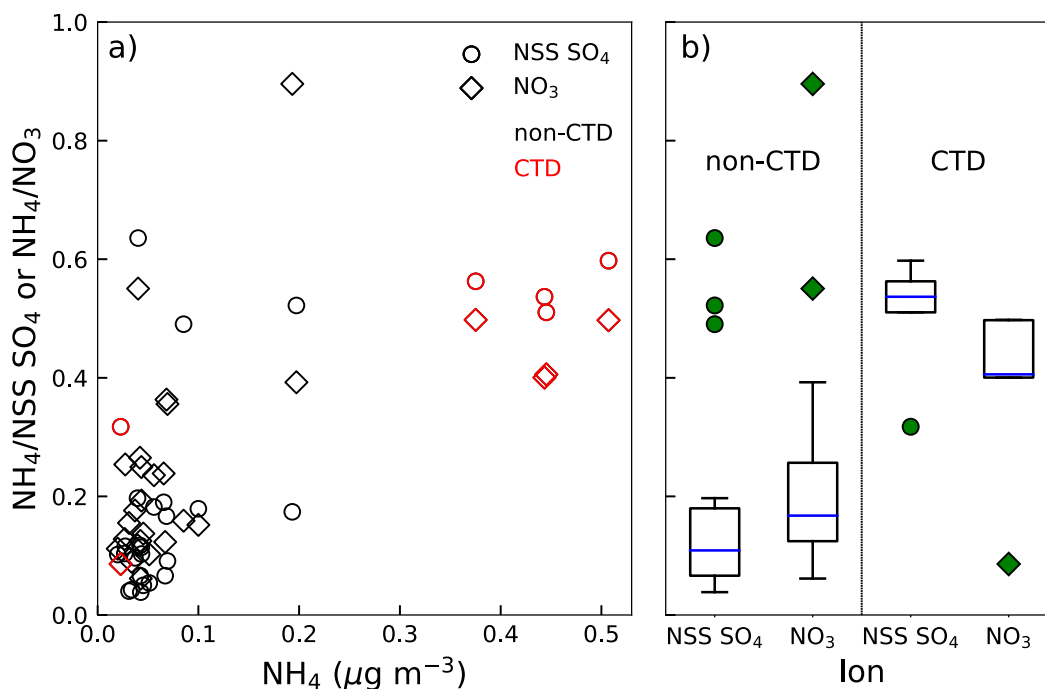 a)
NSS SO₄
NO₃
non-CTD
CTD
NH₄/NSS SO₄ or NH₄/NO₃
1.0
0.8
0.6
0.4
0.2
0.0
0.0 0.1 0.2 0.3 0.4 0.5
NH₄ (μg m⁻³)
b)
non-CTD CTD
NSS SO₄ NO₃ NSS SO₄ NO₃
Ion